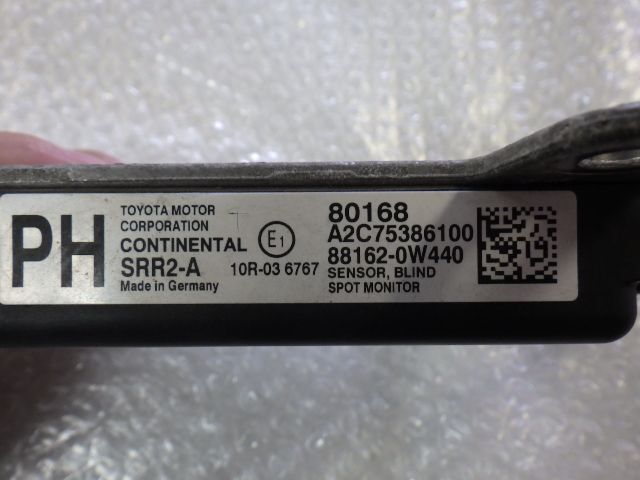 PH
TOYOTA MOTOR
CORPORATION
CONTINENTAL
SRR2-A
Made in Germany
E1
10R-03 6767
80168
A2C75386100
88162-0W440
SENSOR, BLIND
SPOT MONITOR